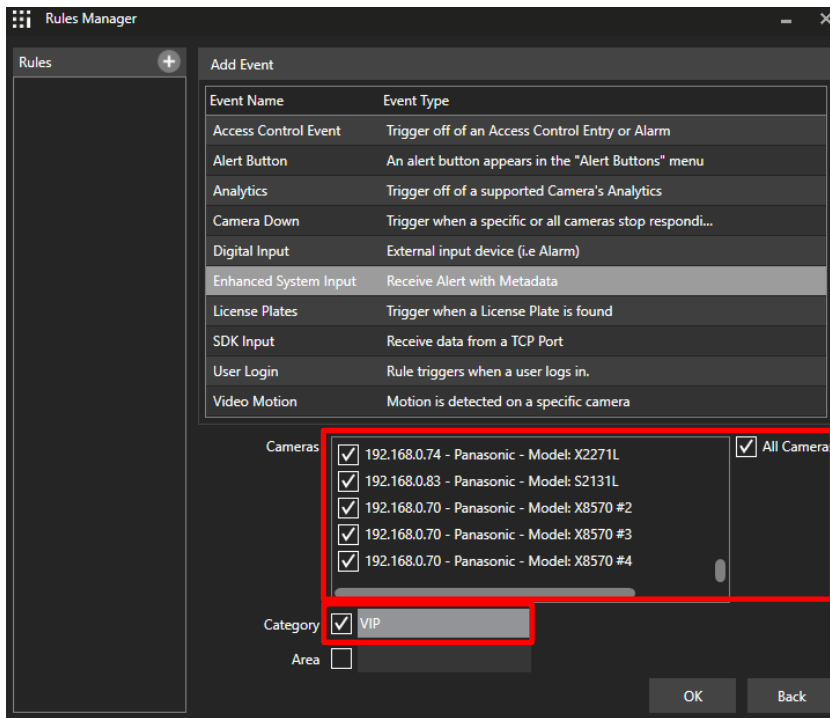 Rules Manager
Rules
Add Event
Event Name Event Type
Access Control Event Trigger off of an Access Control Entry or Alarm
Alert Button An alert button appears in the "Alert Buttons" menu
Analytics Trigger off of a supported Camera's Analytics
Camera Down Trigger when a specific or all cameras stop respondi...
Digital Input External input device (i.e Alarm)
Enhanced System Input Receive Alert with Metadata
License Plates Trigger when a License Plate is found
SDK Input Receive data from a TCP Port
User Login Rule triggers when a user logs in.
Video Motion Motion is detected on a specific camera
Cameras
192.168.0.74 - Panasonic - Model: X2271L
All Camera
192.168.0.83 - Panasonic - Model: S2131L
192.168.0.70 - Panasonic - Model: X8570 #2
192.168.0.70 - Panasonic - Model: X8570 #3
192.168.0.70 - Panasonic - Model: X8570 #4
Category VIP
Area
OK Back